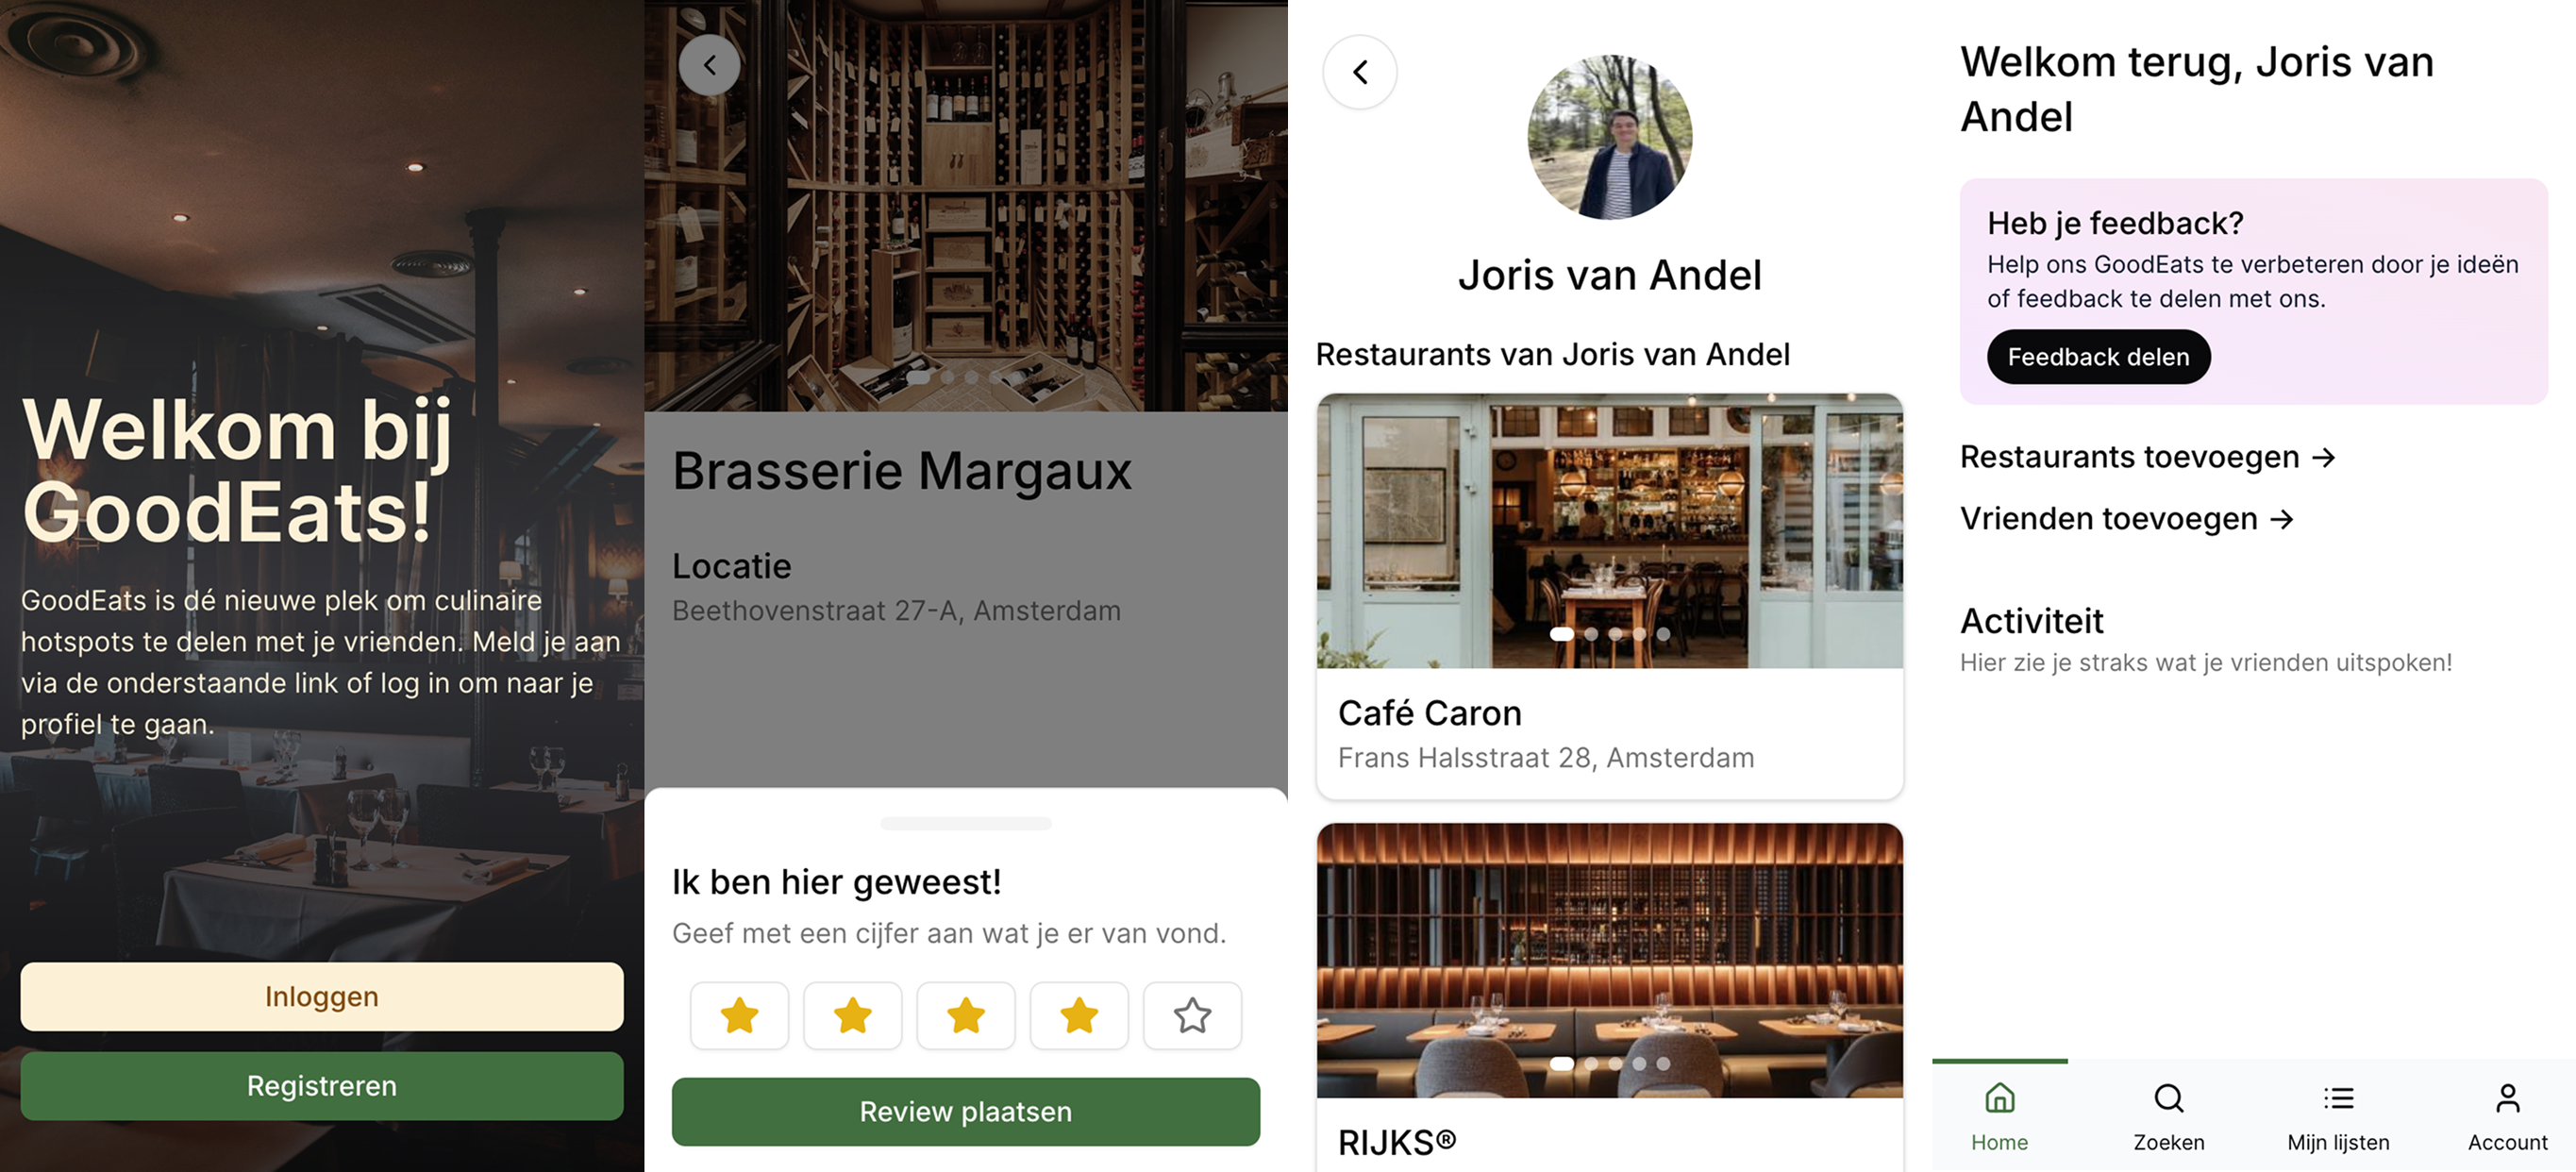 Welkom bij
GoodEats!
GoodEats is dé nieuwe plek om culinaire
hotspots te delen met je vrienden. Meld je aan
via de onderstaande link of log in om naar je
profiel te gaan.
Inloggen
Registreren
Brasserie Margaux
Locatie
Beethovenstraat 27-A, Amsterdam
Ik ben hier geweest!
Geef met een cijfer aan wat je er van vond.
Review plaatsen
Joris van Andel
Restaurants van Joris van Andel
Café Caron
Frans Halsstraat 28, Amsterdam
RIJKS®
Welkom terug, Joris van
Andel
Heb je feedback?
Help ons GoodEats te verbeteren door je ideeën
of feedback te delen met ons.
Feedback delen
Restaurants toevoegen →
Vrienden toevoegen →
Activiteit
Hier zie je straks wat je vrienden uitspoken!
Home
Zoeken
Mijn lijsten
Account